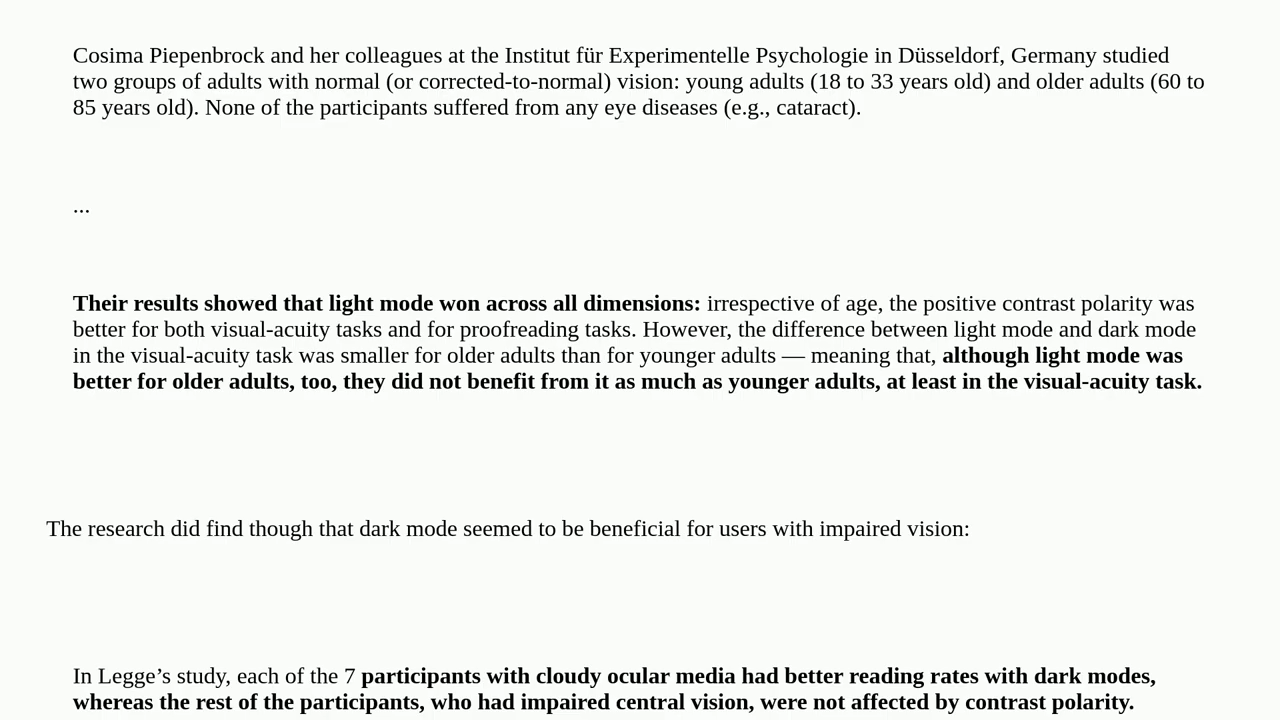 Cosima Piepenbrock and her colleagues at the Institut für Experimentelle Psychologie in Düsseldorf, Germany studied
two groups of adults with normal (or corrected-to-normal) vision: young adults (18 to 33 years old) and older adults (60 to
85 years old). None of the participants suffered from any eye diseases (e.g., cataract).
...
Their results showed that light mode won across all dimensions: irrespective of age, the positive contrast polarity was
better for both visual-acuity tasks and for proofreading tasks. However, the difference between light mode and dark mode
in the visual-acuity task was smaller for older adults than for younger adults — meaning that, although light mode was
better for older adults, too, they did not benefit from it as much as younger adults, at least in the visual-acuity task.
The research did find though that dark mode seemed to be beneficial for users with impaired vision:
In Legge’s study, each of the 7 participants with cloudy ocular media had better reading rates with dark modes,
whereas the rest of the participants, who had impaired central vision, were not affected by contrast polarity.